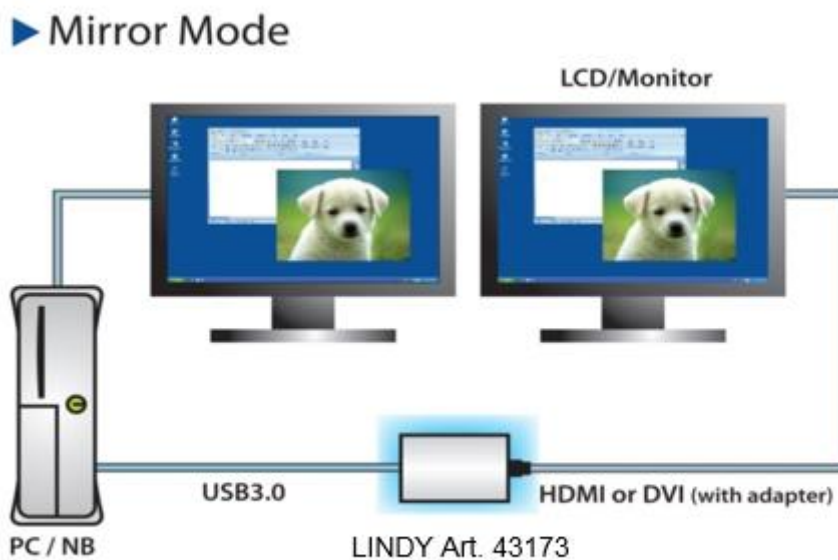 Mirror Mode
LCD/Monitor
USB3.0
HDMI or DVI (with adapter)
PC / NB
LINDY Art. 43173